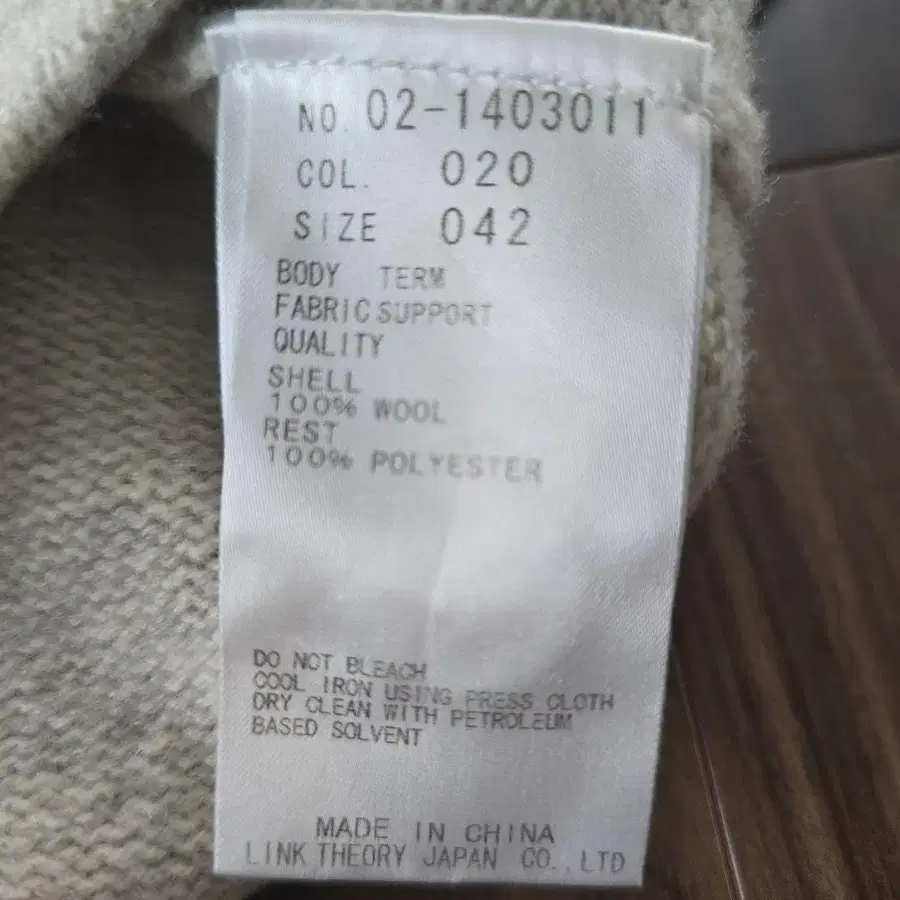 NO. 02-1403011
COL. 020
SIZE 042
BODY TERM
FABRIC SUPPORT
QUALITY
SHELL
100% WOOL
REST
100% POLYESTER
DO NOT BLEACH
COOL IRON USING PRESS CLOTH
DRY CLEAN WITH PETROLEUM
BASED SOLVENT
MADE IN CHINA
LINK THEORY JAPAN CO., LTD